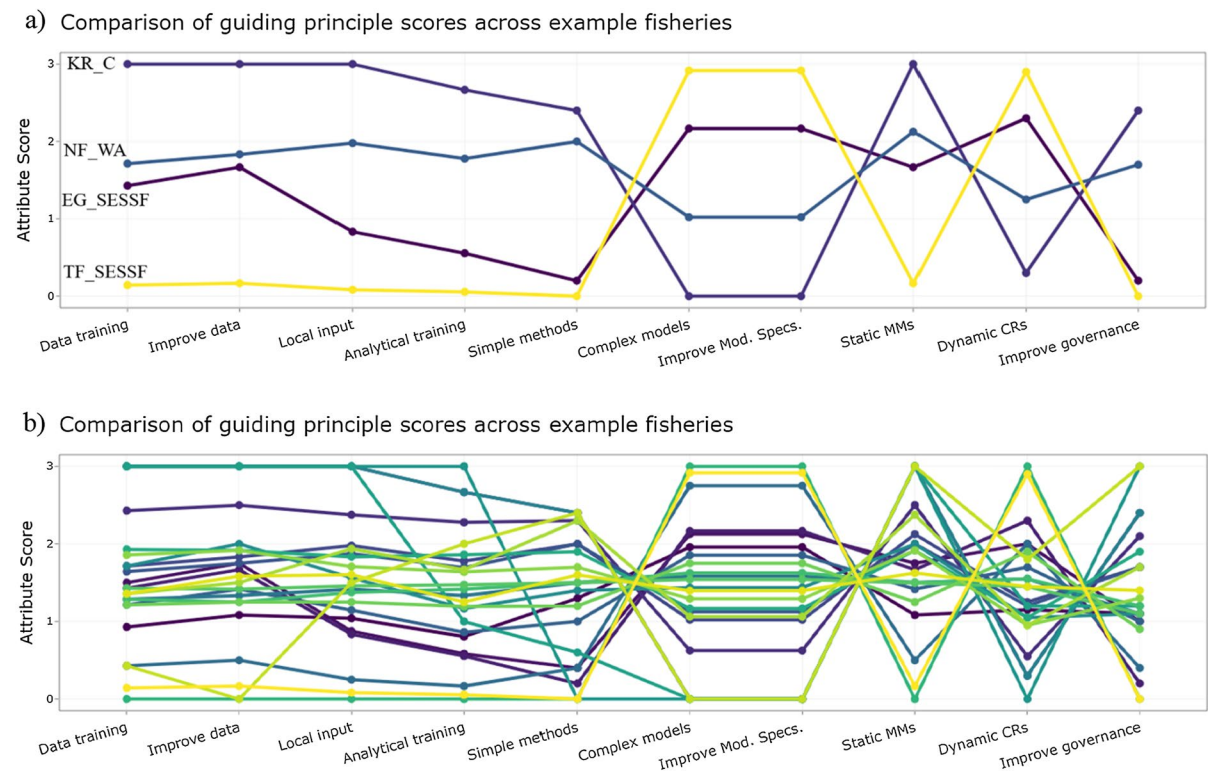 a) Comparison of guiding principle scores across example fisheries
3
KR_C
2
NF_WA
EG_SESSF
1
TF_SESSF
0
Attribute Score
Data training
Improve data
Local input
Analytical training
Simple methods
Complex models
Improve Mod. Specs.
Static MMs
Dynamic CRs
Improve governance
b) Comparison of guiding principle scores across example fisheries
3
2
1
0
Attribute Score
Data training
Improve data
Local input
Analytical training
Simple methods
Complex models
Improve Mod. Specs.
Static MMs
Dynamic CRs
Improve governance